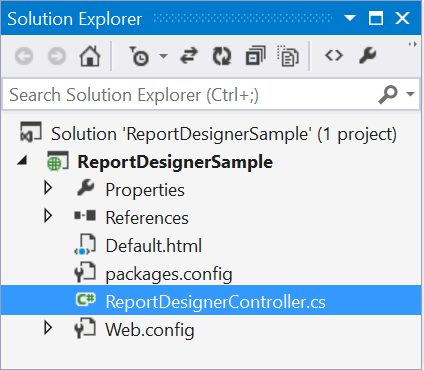 Solution Explorer
Search Solution Explorer (Ctrl+;)
Solution 'ReportDesignerSample' (1 project)
ReportDesignerSample
Properties
References
Default.html
packages.config
C# ReportDesignerController.cs
Web.config